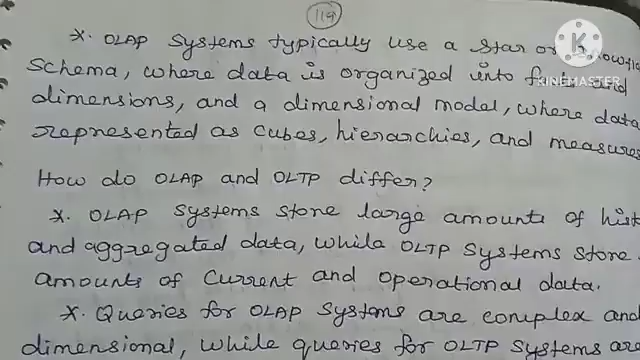 119
*. OLAP systems typically use a star or
KINEMASTER
schema, where data is organized into
dimensions, and a dimensional model, where data
represented as cubes, hierarchies, and measures
How do OLAP and OLTP differ?
*. OLAP systems store large amounts of hist
and aggregated data, while OLTP systems store
amounts of current and operational data.
*. Queries for OLAP systems are complex and
dimensional, while queries for OLTP systems are